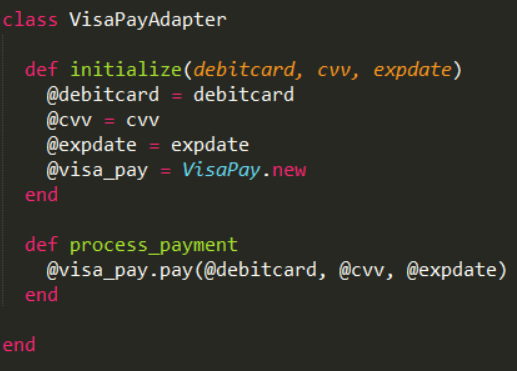 class VisaPayAdapter
def initialize(debitcard, cvv, expdate)
@debitcard = debitcard
@cvv = cvv
@expdate = expdate
@visa_pay = VisaPay.new
end
def process_payment
@visa_pay.pay(@debitcard, @cvv, @expdate)
end
end